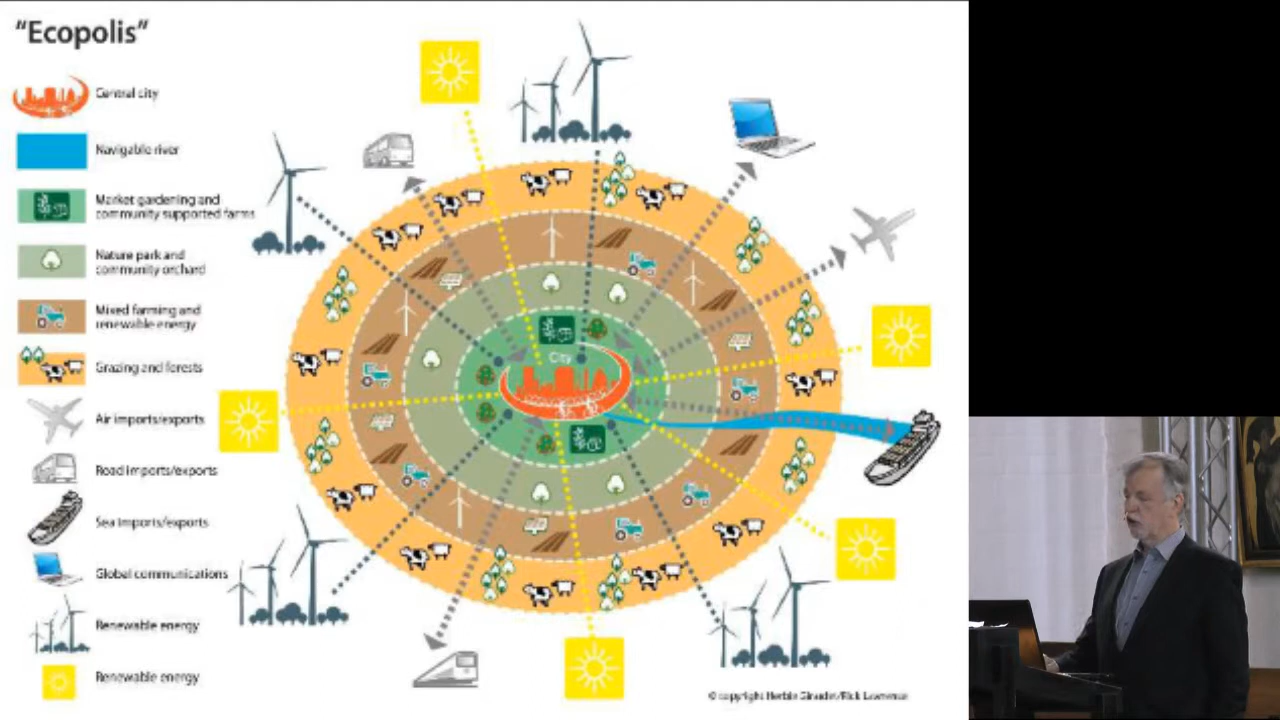 "Ecopolis"
Central city
Navigable river
Market gardening and
community supported farms
Nature park and
community orchard
Mixed farming and
renewable energy
Grazing and forests
Air imports/exports
Road imports/exports
Sea imports/exports
Global communications
Renewable energy
Renewable energy
City
© copyright Herbie Girardet/Rick Lawrence